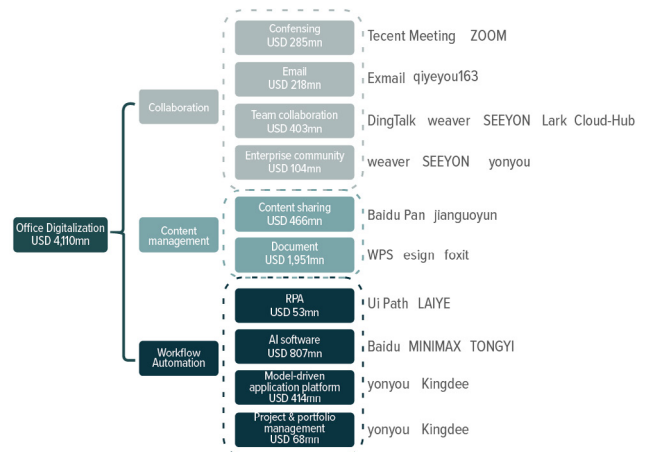 Confensing
USD 285mn
Tecent Meeting ZOOM
Email
USD 218mn
Exmail qiyeyou163
Collaboration
Team collaboration
USD 403mn
DingTalk weaver SEEYON Lark Cloud-Hub
Enterprise community
USD 104mn
weaver SEEYON yonyou
Office Digitalization
USD 4,110mn
Content
management
Content sharing
USD 466mn
Baidu Pan jianguoyun
Document
USD 1,951mn
WPS esign foxit
RPA
USD 53mn
Ui Path LAIYE
Workflow
Automation
AI software
USD 807mn
Baidu MINIMAX TONGYI
Model-driven
application platform
USD 414mn
yonyou Kingdee
Project & portfolio
management
USD 68mn
yonyou Kingdee